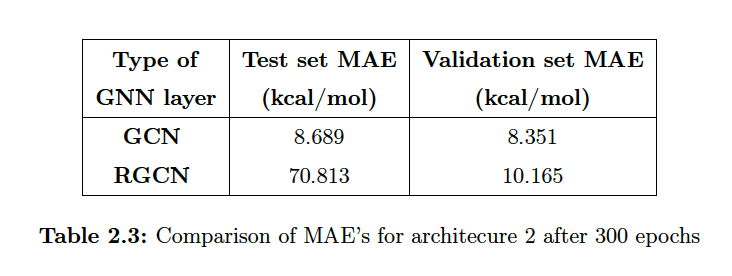 Type of GNN layer Test set MAE (kcal/mol) Validation set MAE (kcal/mol)
GCN 8.689 8.351
RGCN 70.813 10.165
Table 2.3: Comparison of MAE's for architecure 2 after 300 epochs